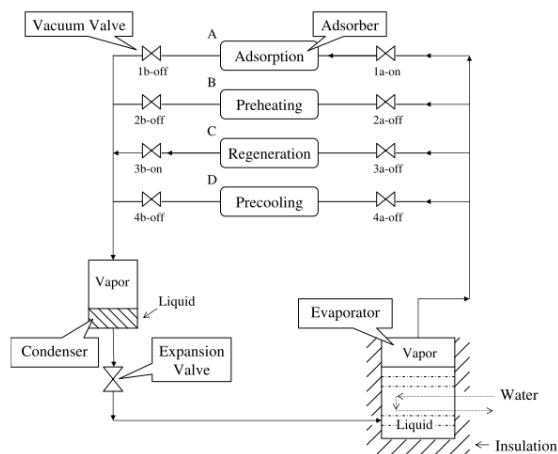 A
Vacuum Valve
Adsorber
Adsorption
1b-off
1a-on
B
Preheating
2b-off
2a-off
C
Regeneration
3b-on
3a-off
D
Precooling
4b-off
4a-off
Vapor
Liquid
Evaporator
Condenser
Expansion
Valve
Vapor
Water
Liquid
Insulation